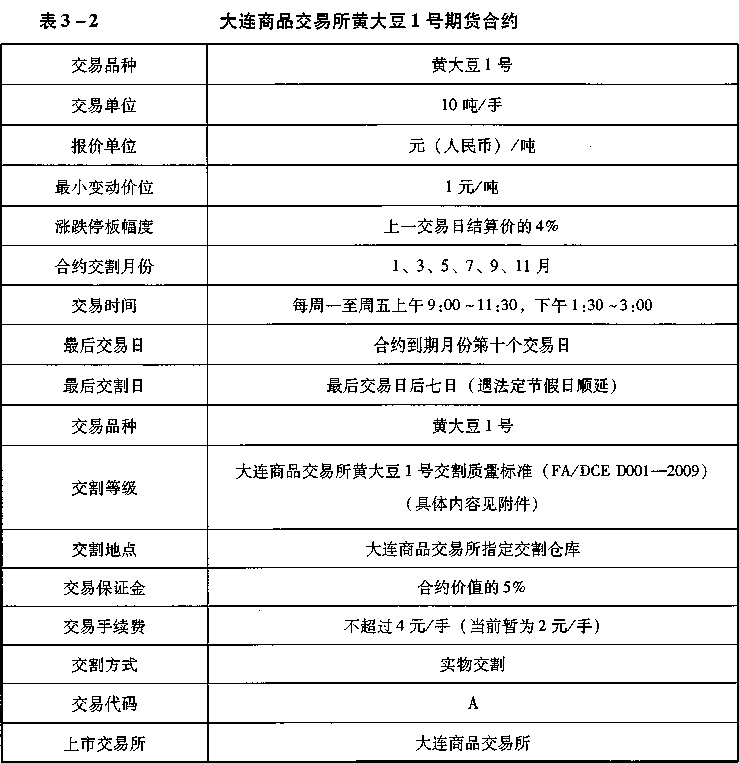 表3-2 大连商品交易所黄大豆1号期货合约
交易品种 黄大豆1号
交易单位 10吨/手
报价单位 元（人民币）/吨
最小变动价位 1元/吨
涨跌停板幅度 上一交易日结算价的4%
合约交割月份 1、3、5、7、9、11月
交易时间 每周一至周五上午9:00~11:30，下午1:30~3:00
最后交易日 合约到期月份第十个交易日
最后交割日 最后交易日后七日（遇法定节假日顺延）
交易品种 黄大豆1号
交割等级 大连商品交易所黄大豆1号交割质量标准（FA/DCE D001—2009）
（具体内容见附件）
交割地点 大连商品交易所指定交割仓库
交易保证金 合约价值的5%
交易手续费 不超过4元/手（当前暂为2元/手）
交割方式 实物交割
交易代码 A
上市交易所 大连商品交易所